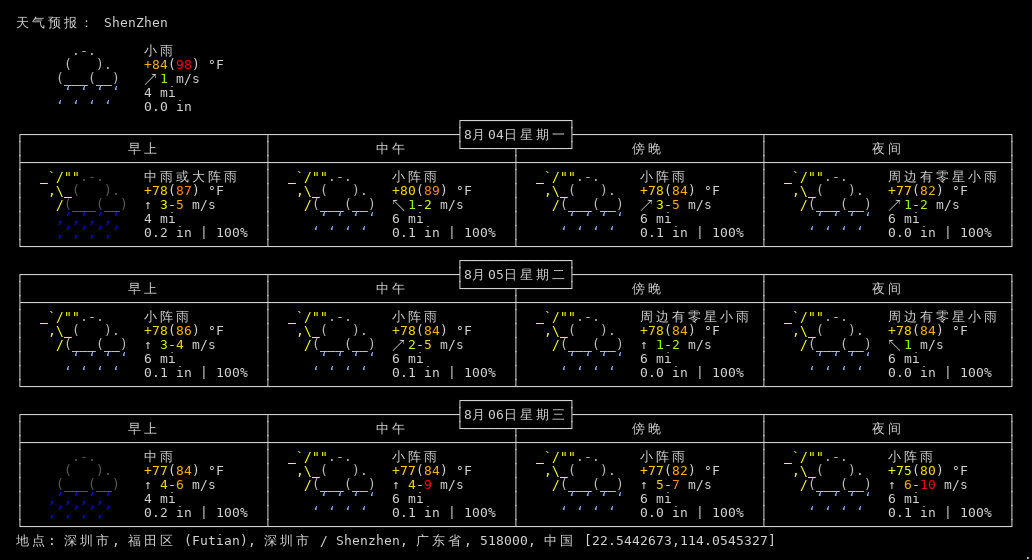 天气预报： ShenZhen
小雨
+84(98) °F
↗1 m/s
4 mi
0.0 in
8月04日星期一
早上 中午 傍晚 夜间
中雨或大阵雨 小阵雨 小阵雨 周边有零星小雨
+78(87) °F +80(89) °F +78(84) °F +77(82) °F
↑ 3-5 m/s ↖1-2 m/s ↗3-5 m/s ↗1-2 m/s
4 mi 6 mi 6 mi 6 mi
0.2 in | 100% 0.1 in | 100% 0.1 in | 100% 0.0 in | 100%
8月05日星期二
早上 中午 傍晚 夜间
小阵雨 小阵雨 周边有零星小雨 周边有零星小雨
+78(86) °F +78(84) °F +78(84) °F +78(84) °F
↑ 3-4 m/s ↗2-5 m/s ↑ 1-2 m/s ↖1 m/s
6 mi 6 mi 6 mi 6 mi
0.1 in | 100% 0.1 in | 100% 0.0 in | 100% 0.0 in | 100%
8月06日星期三
早上 中午 傍晚 夜间
中雨 小阵雨 小阵雨 小阵雨
+77(84) °F +77(84) °F +77(82) °F +75(80) °F
↑ 4-6 m/s ↑ 4-9 m/s ↑ 5-7 m/s ↑ 6-10 m/s
4 mi 6 mi 6 mi 6 mi
0.2 in | 100% 0.1 in | 100% 0.0 in | 100% 0.1 in | 100%
地点: 深圳市, 福田区 (Futian), 深圳市 / Shenzhen, 广东省, 518000, 中国 [22.5442673,114.0545327]